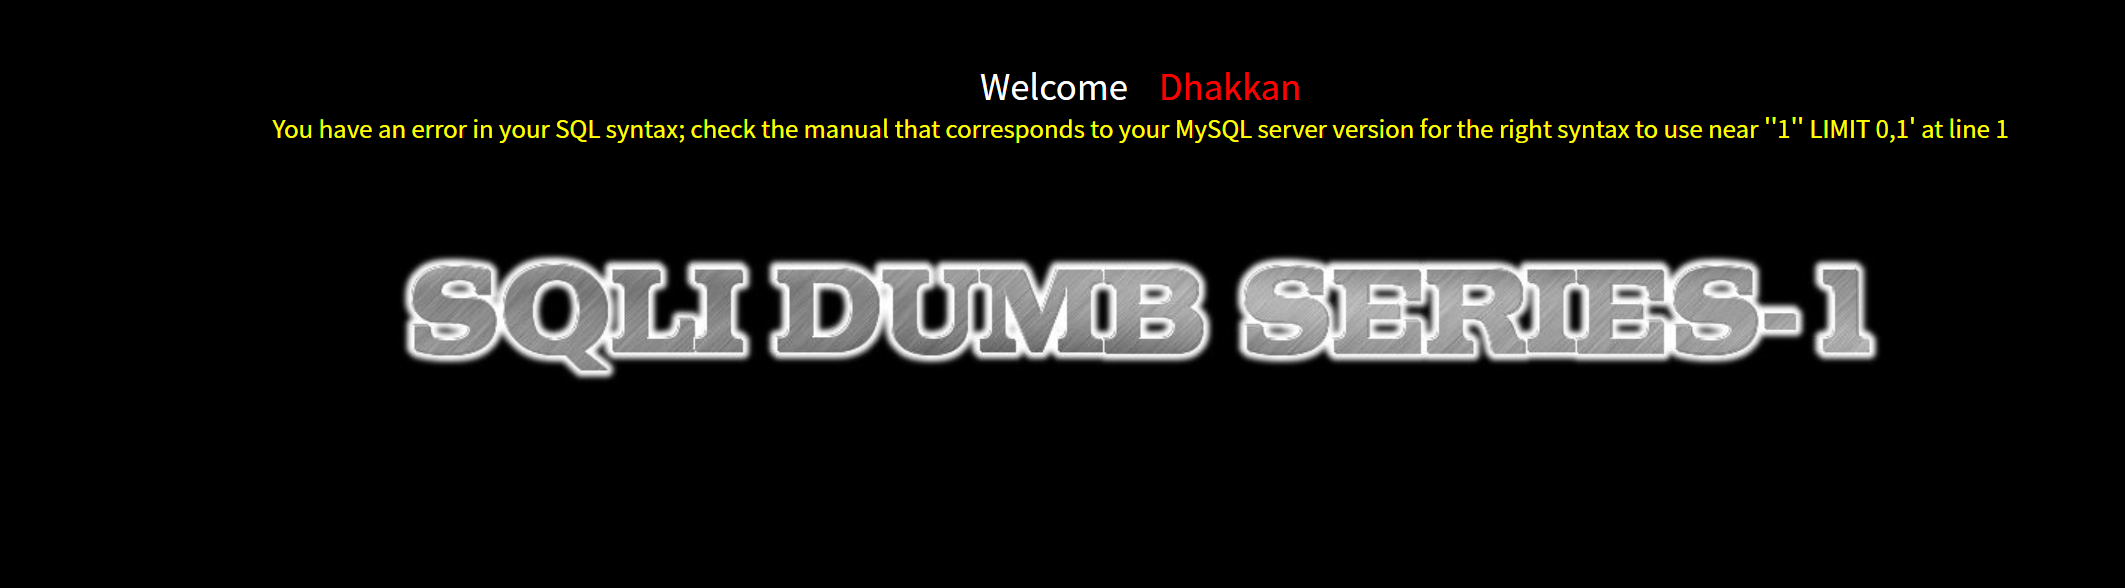 Welcome Dhakkan
You have an error in your SQL syntax; check the manual that corresponds to your MySQL server version for the right syntax to use near ''1'' LIMIT 0,1' at line 1
SQLI DUMB SERIES-1